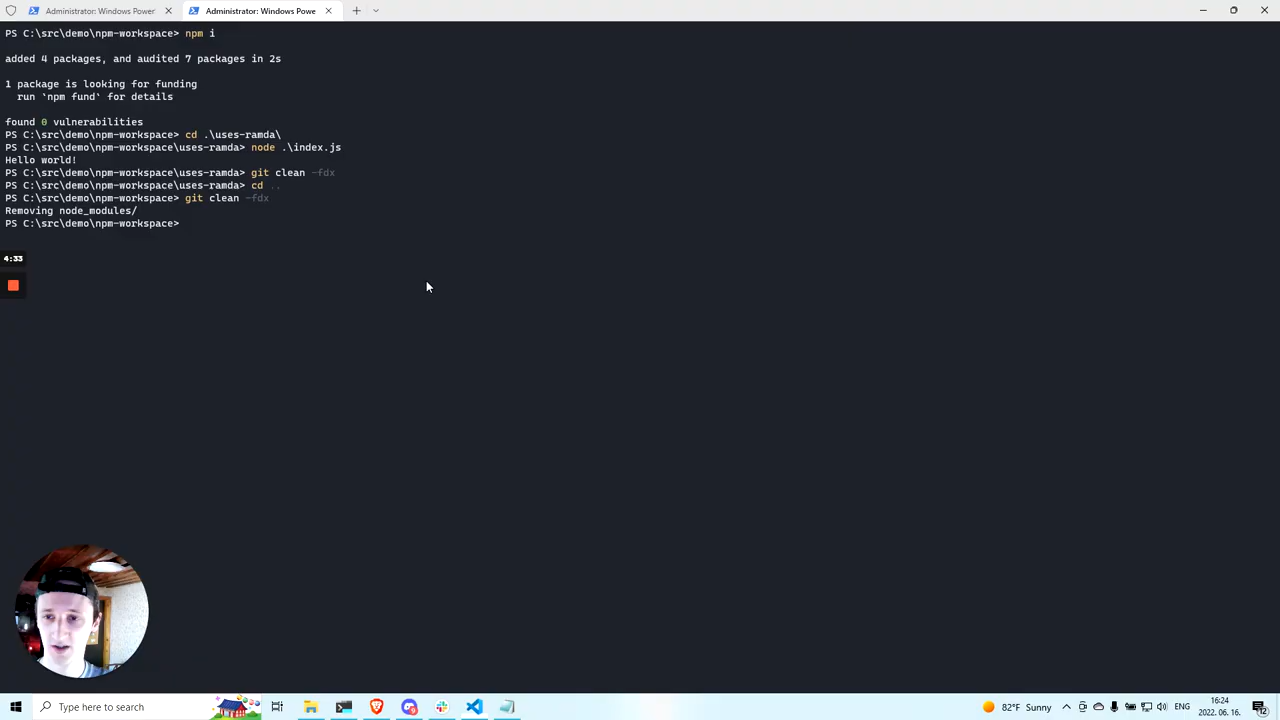 Administrator: Windows Power
Administrator: Windows Powe
PS C:\src\demo\npm-workspace> npm i
added 4 packages, and audited 7 packages in 2s
1 package is looking for funding
run `npm fund` for details
found 0 vulnerabilities
PS C:\src\demo\npm-workspace> cd .\uses-ramda\
PS C:\src\demo\npm-workspace\uses-ramda> node .\index.js
Hello world!
PS C:\src\demo\npm-workspace\uses-ramda> git clean -fdx
PS C:\src\demo\npm-workspace\uses-ramda> cd ..
PS C:\src\demo\npm-workspace> git clean -fdx
Removing node_modules/
PS C:\src\demo\npm-workspace>
4:33
Type here to search
82°F Sunny
ENG
16:24
2022. 06. 16.
12